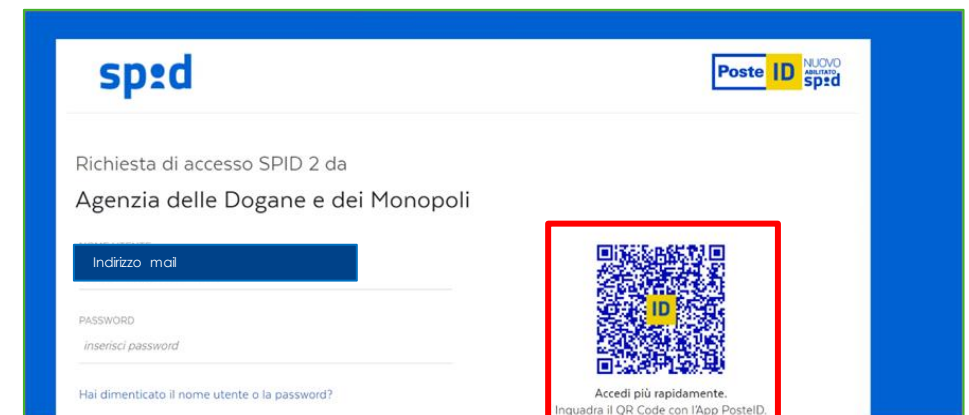 spid
Poste ID NUOVO
ABILITATO
spid
Richiesta di accesso SPID 2 da
Agenzia delle Dogane e dei Monopoli
Indirizzo mail
PASSWORD
inserisci password
Hai dimenticato il nome utente o la password?
ID
Accedi più rapidamente.
Inquadra il QR Code con l'App PosteID.